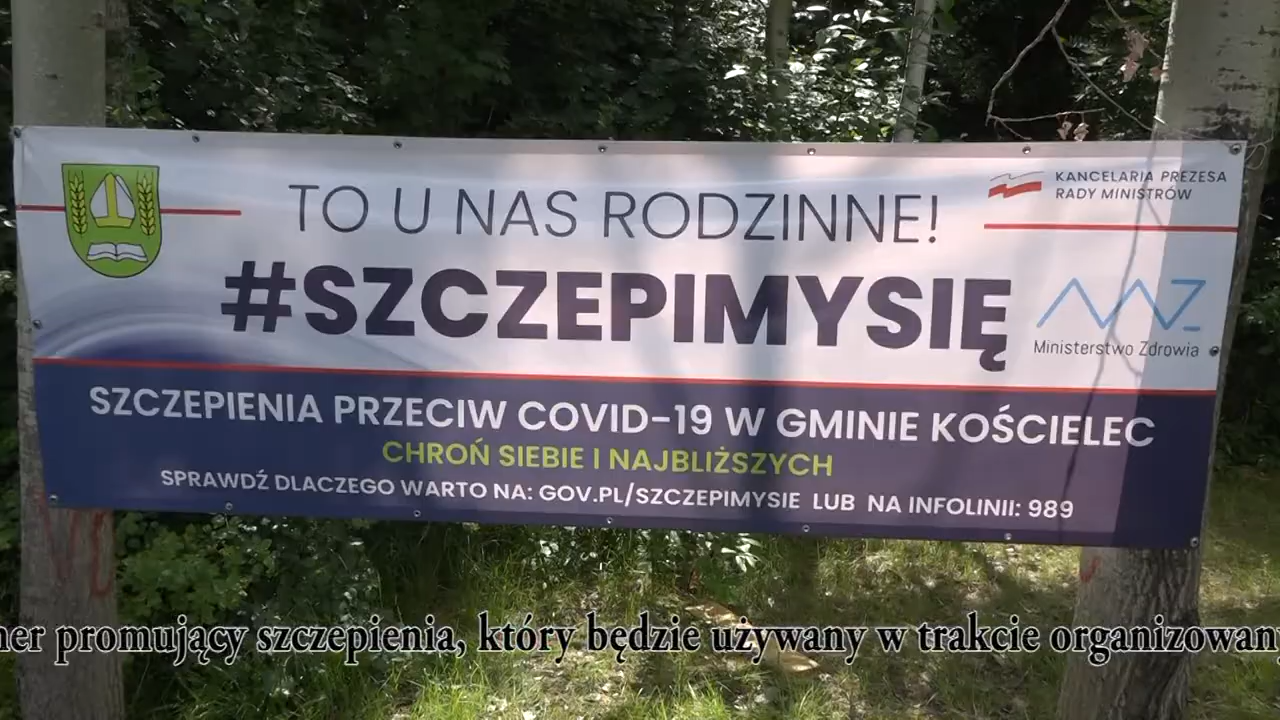 TO U NAS RODZINNE!
KANCELARIA PREZESA
RADY MINISTRÓW
#SZCZEPIMYSIĘ
Ministerstwo Zdrowia
SZCZEPIENIA PRZECIW COVID-19 W GMINIE KOŚCIELEC
CHROŃ SIEBIE I NAJBLIŻSZYCH
SPRAWDŹ DLACZEGO WARTO NA: GOV.PL/SZCZEPIMYSIE LUB NA INFOLINII: 989
promujący szczepienia, który będzie używany w trakcie